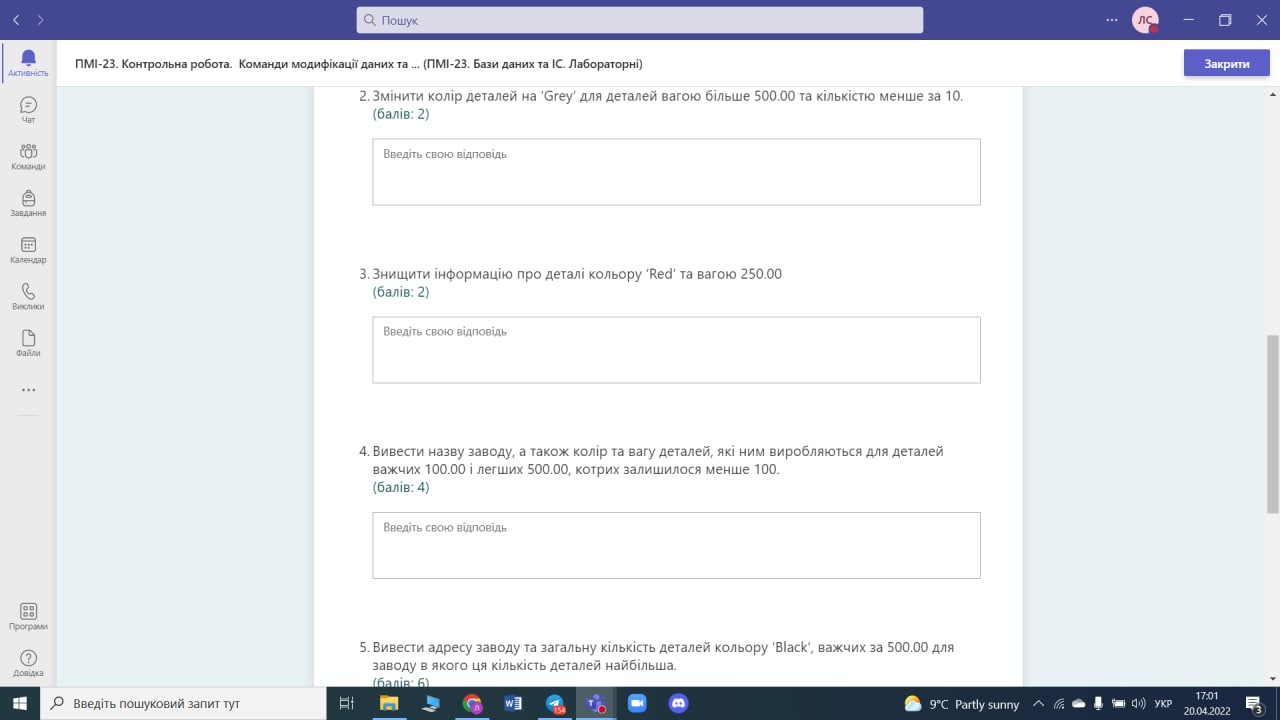 Пошук
ЛС
ПМІ-23. Контрольна робота. Команди модифікації даних та ... (ПМІ-23. Бази даних та ІС. Лабораторні)
Закрити
Активність
Чат
Команди
Завдання
Календар
Виклики
Файли
Програми
Довідка
2. Змінити колір деталей на ‘Grey’ для деталей вагою більше 500.00 та кількістю менше за 10.
(балів: 2)
Введіть свою відповідь
3. Знищити інформацію про деталі кольору ‘Red’ та вагою 250.00
(балів: 2)
Введіть свою відповідь
4. Вивести назву заводу, а також колір та вагу деталей, які ним виробляються для деталей
важчих 100.00 і легших 500.00, котрих залишилося менше 100.
(балів: 4)
Введіть свою відповідь
5. Вивести адресу заводу та загальну кількість деталей кольору ‘Black’, важчих за 500.00 для
заводу в якого ця кількість деталей найбільша.
(балів: 6)
Введіть пошуковий запит тут
154
9°C Partly sunny
УКР
17:01
20.04.2022
3